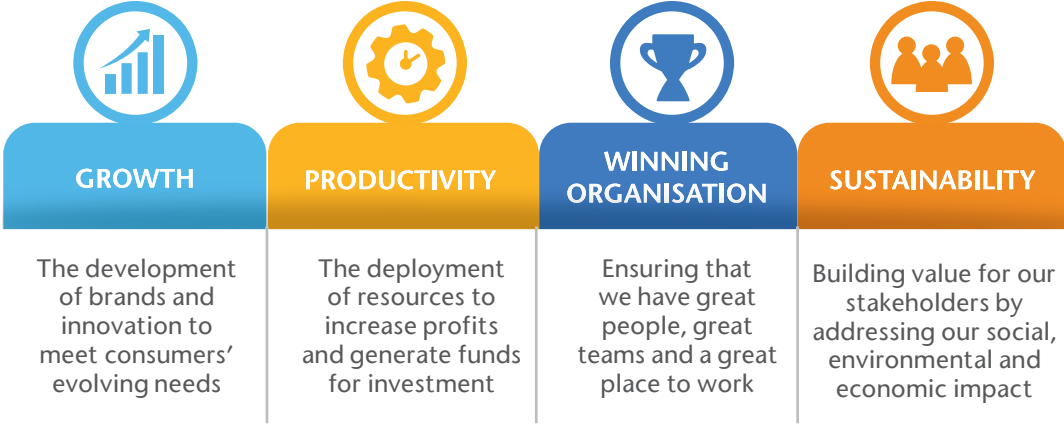 GROWTH
The development
of brands and
innovation to
meet consumers’
evolving needs
PRODUCTIVITY
The deployment
of resources to
increase profits
and generate funds
for investment
WINNING
ORGANISATION
Ensuring that
we have great
people, great
teams and a great
place to work
SUSTAINABILITY
Building value for our
stakeholders by
addressing our social,
environmental and
economic impact